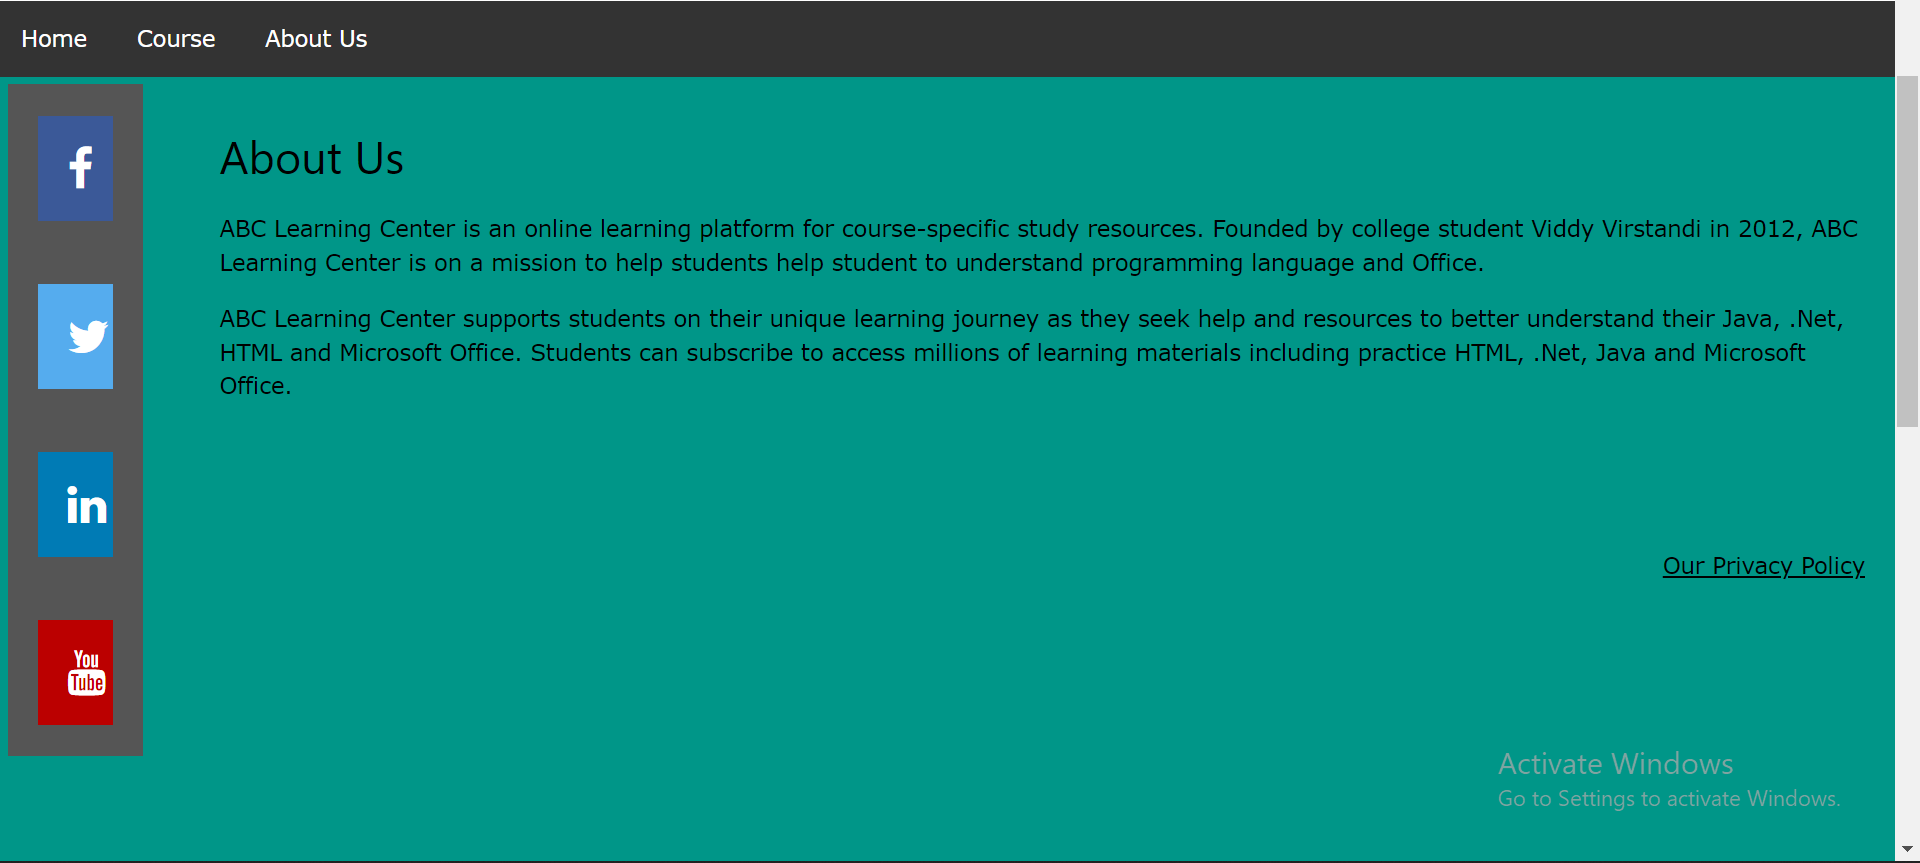 Home Course About Us
About Us
ABC Learning Center is an online learning platform for course-specific study resources. Founded by college student Viddy Virstandi in 2012, ABC
Learning Center is on a mission to help students help student to understand programming language and Office.
ABC Learning Center supports students on their unique learning journey as they seek help and resources to better understand their Java, .Net,
HTML and Microsoft Office. Students can subscribe to access millions of learning materials including practice HTML, .Net, Java and Microsoft
Office.
f
in
You
Tube
Our Privacy Policy
Activate Windows
Go to Settings to activate Windows.